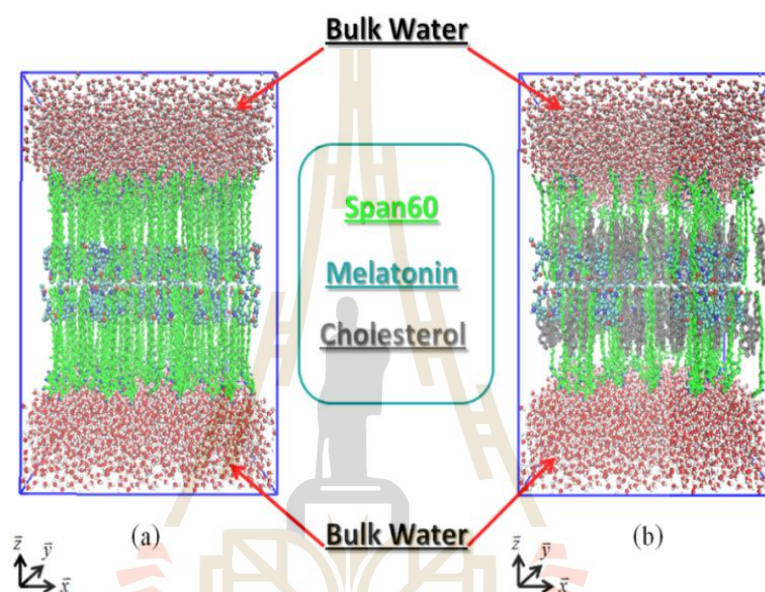 Bulk Water
Span60
Melatonin
Cholesterol
Bulk Water
(a)
(b)
z̄
ȳ
x̄
z̄
ȳ
x̄